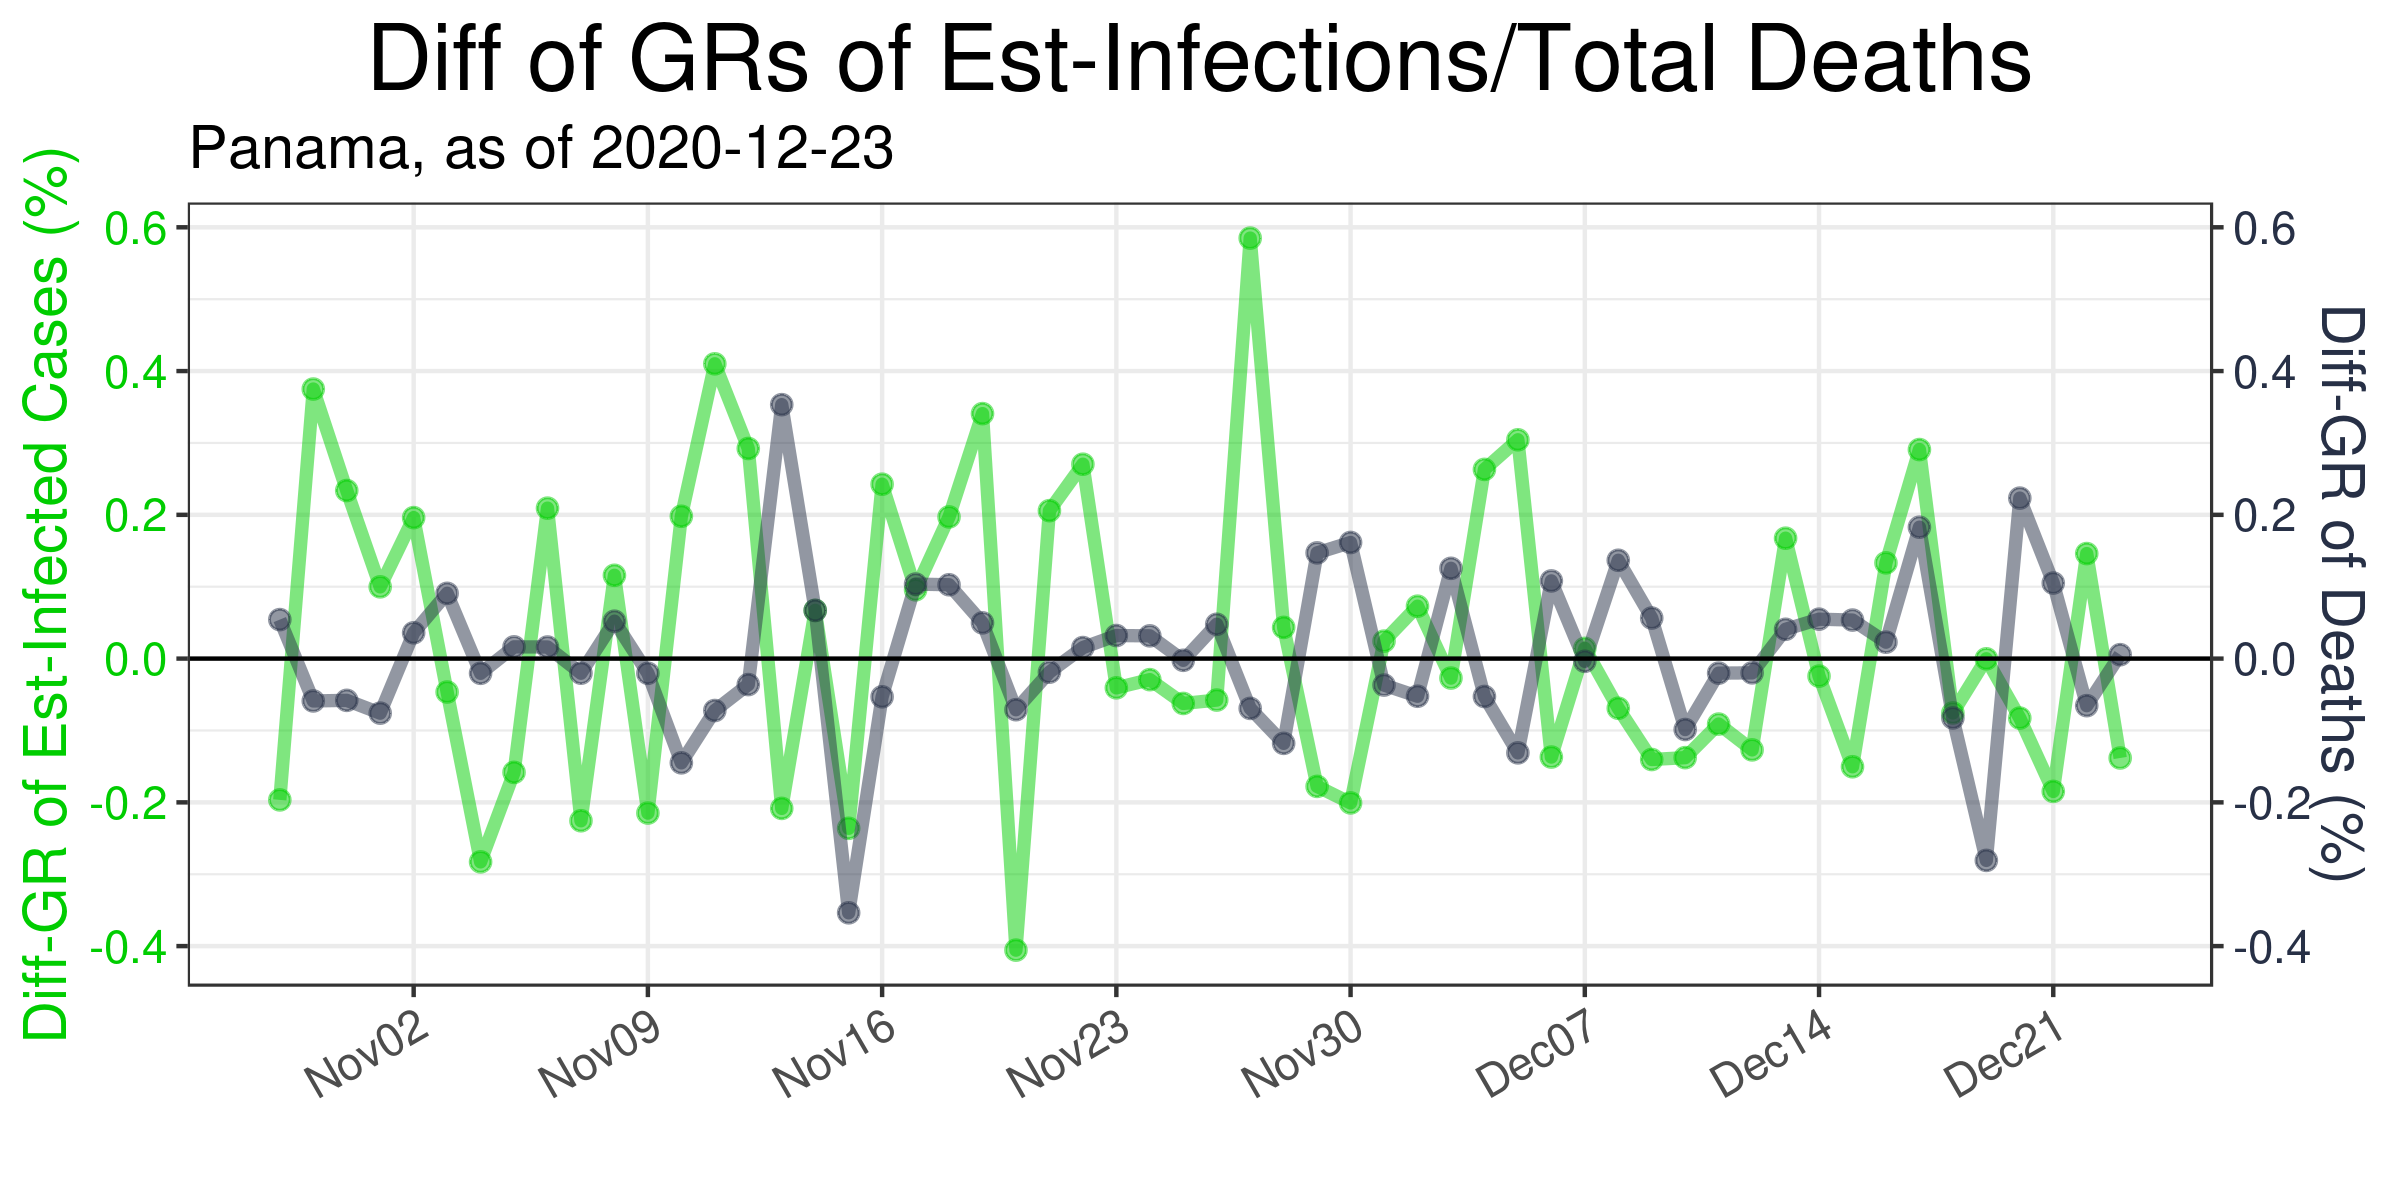 Diff of GRs of Est-Infections/Total Deaths
Panama, as of 2020-12-23
Diff-GR of Est-Infected Cases (%)
0.6
0.4
0.2
0.0
-0.2
-0.4
0.6
0.4
0.2
0.0
-0.2
-0.4
Diff-GR of Deaths (%)
Nov02
Nov09
Nov16
Nov23
Nov30
Dec07
Dec14
Dec21